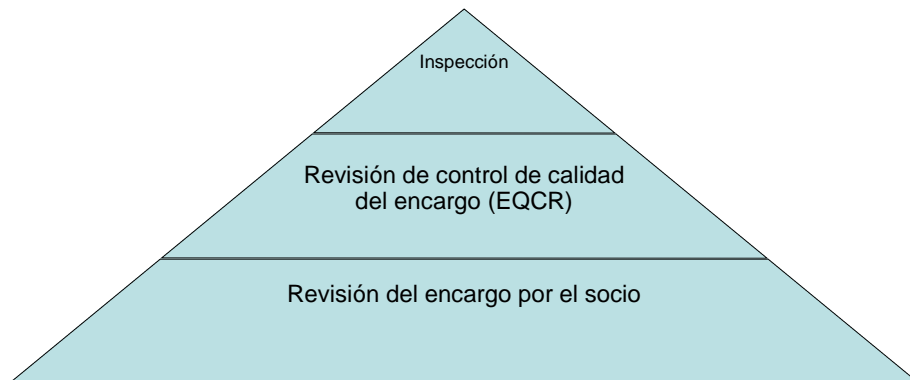 Inspección
Revisión de control de calidad
del encargo (EQCR)
Revisión del encargo por el socio